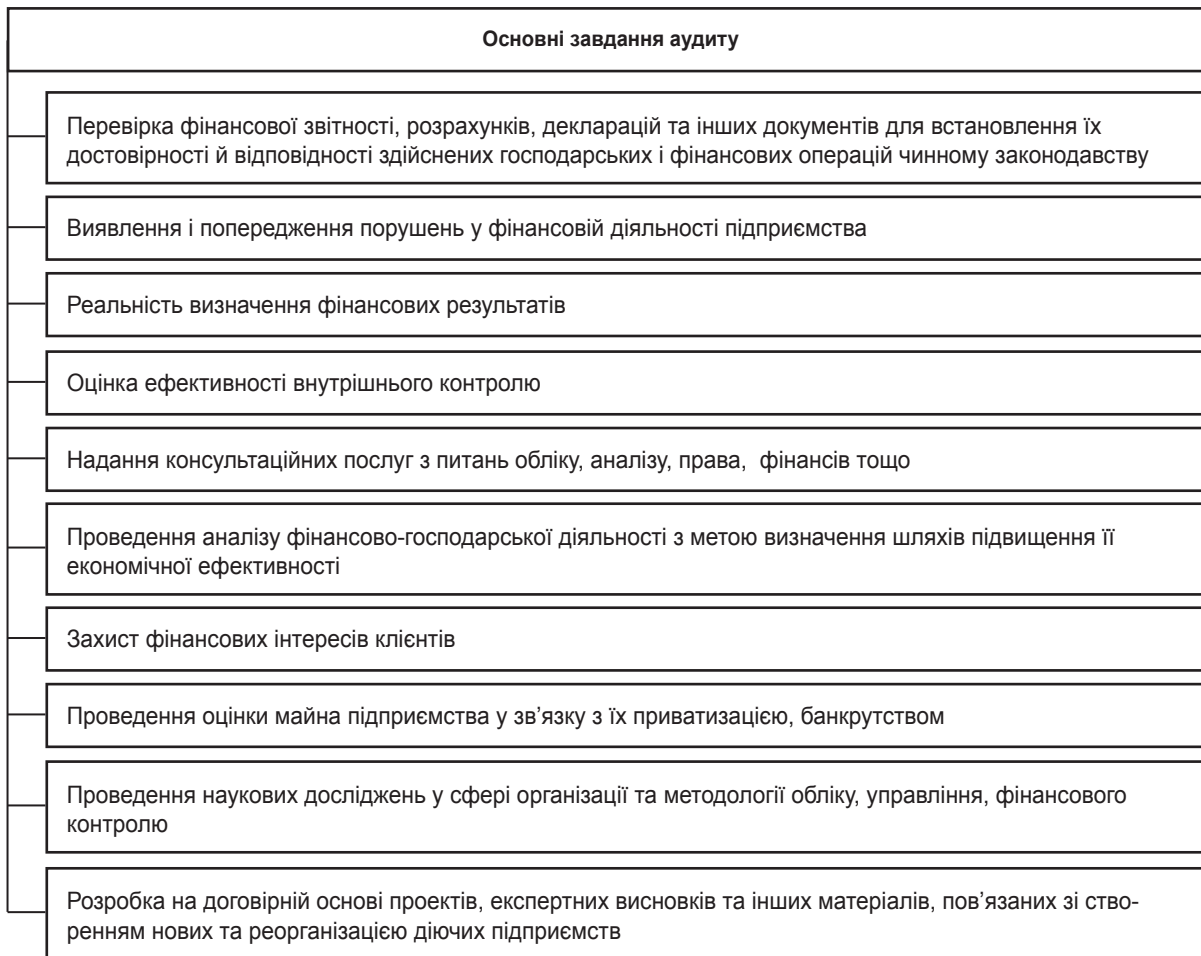 Основні завдання аудиту
Перевірка фінансової звітності, розрахунків, декларацій та інших документів для встановлення їх
достовірності й відповідності здійснених господарських і фінансових операцій чинному законодавству
Виявлення і попередження порушень у фінансовій діяльності підприємства
Реальність визначення фінансових результатів
Оцінка ефективності внутрішнього контролю
Надання консультаційних послуг з питань обліку, аналізу, права, фінансів тощо
Проведення аналізу фінансово-господарської діяльності з метою визначення шляхів підвищення її
економічної ефективності
Захист фінансових інтересів клієнтів
Проведення оцінки майна підприємства у зв’язку з їх приватизацією, банкрутством
Проведення наукових досліджень у сфері організації та методології обліку, управління, фінансового
контролю
Розробка на договірній основі проектів, експертних висновків та інших матеріалів, пов’язаних зі ство-
ренням нових та реорганізацією діючих підприємств